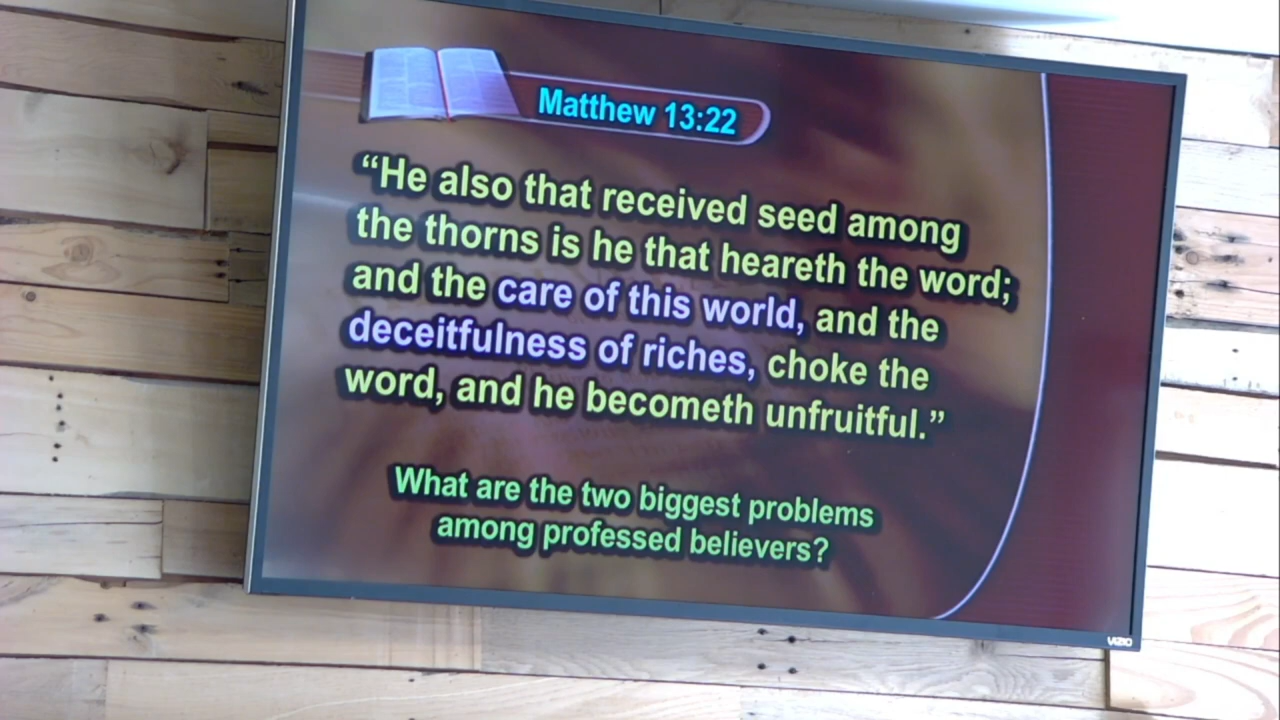 Matthew 13:22
“He also that received seed among
the thorns is he that heareth the word;
and the care of this world, and the
deceitfulness of riches, choke the
word, and he becometh unfruitful.”
What are the two biggest problems
among professed believers?
VIZIO